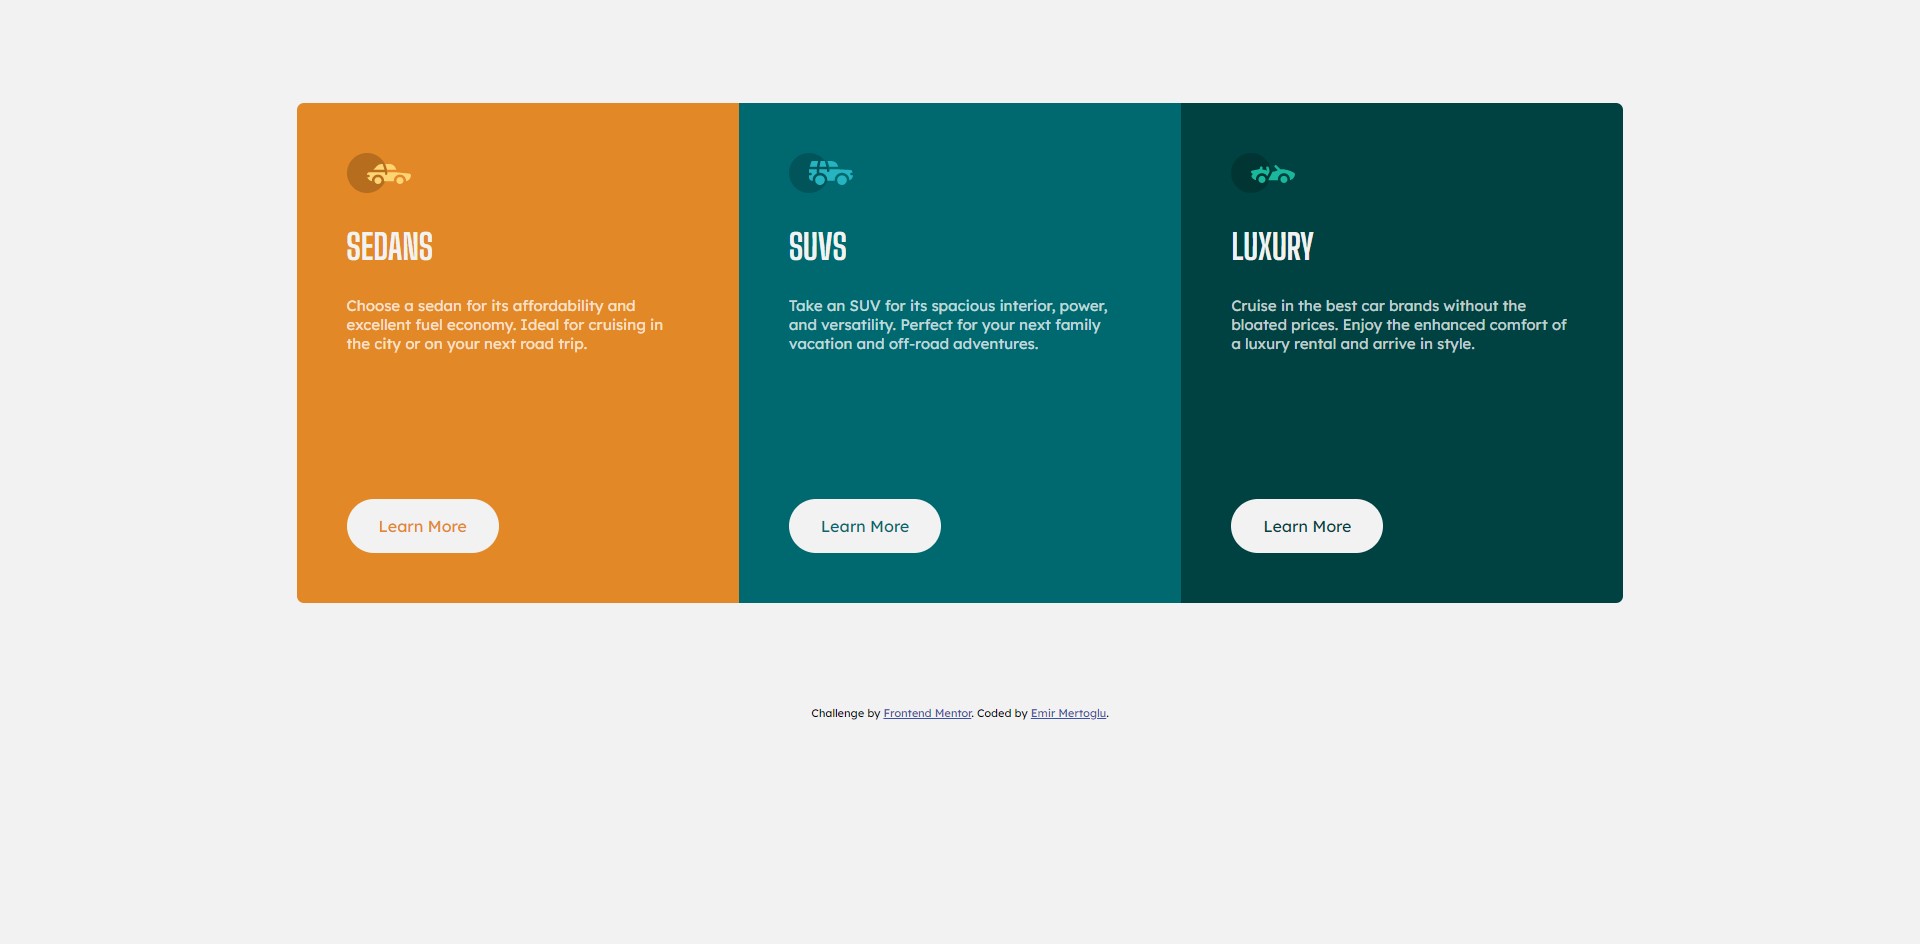 SEDANS
Choose a sedan for its affordability and
excellent fuel economy. Ideal for cruising in
the city or on your next road trip.
Learn More
SUVS
Take an SUV for its spacious interior, power,
and versatility. Perfect for your next family
vacation and off-road adventures.
Learn More
LUXURY
Cruise in the best car brands without the
bloated prices. Enjoy the enhanced comfort of
a luxury rental and arrive in style.
Learn More
Challenge by Frontend Mentor. Coded by Emir Mertoglu.